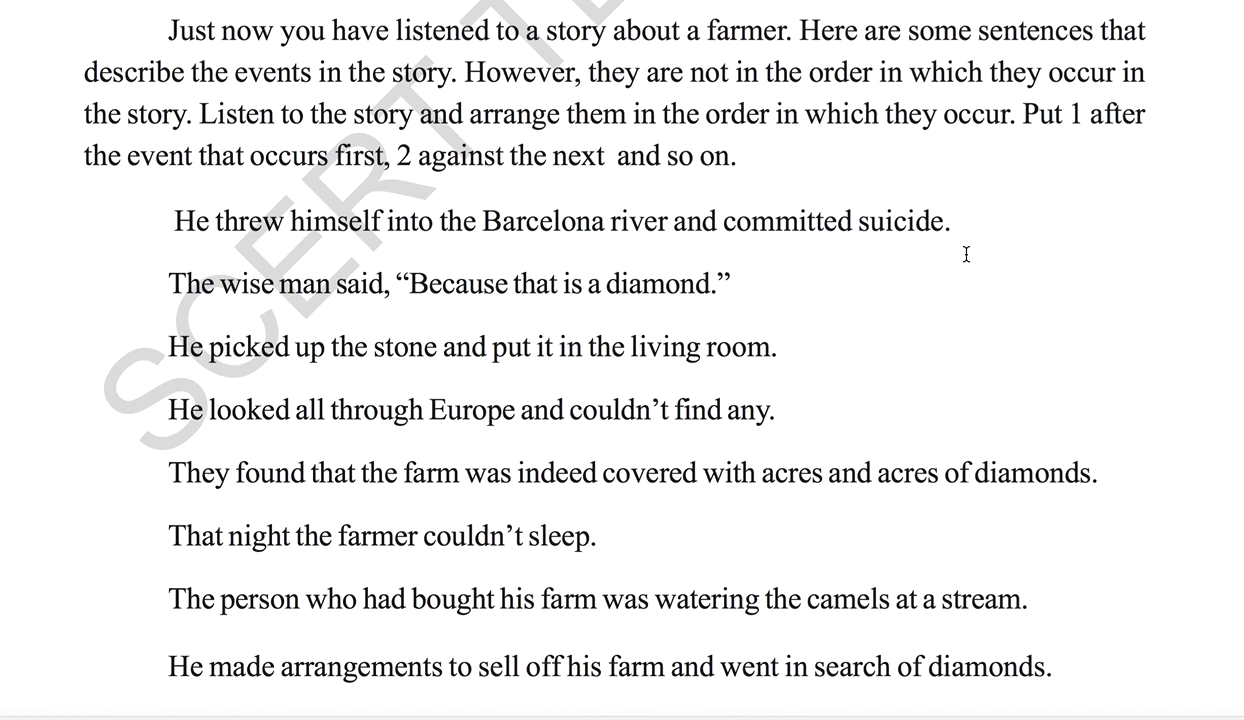 Just now you have listened to a story about a farmer. Here are some sentences that
describe the events in the story. However, they are not in the order in which they occur in
the story. Listen to the story and arrange them in the order in which they occur. Put 1 after
the event that occurs first, 2 against the next and so on.
He threw himself into the Barcelona river and committed suicide.
The wise man said, “Because that is a diamond.”
He picked up the stone and put it in the living room.
He looked all through Europe and couldn’t find any.
They found that the farm was indeed covered with acres and acres of diamonds.
That night the farmer couldn’t sleep.
The person who had bought his farm was watering the camels at a stream.
He made arrangements to sell off his farm and went in search of diamonds.
SCERT TE